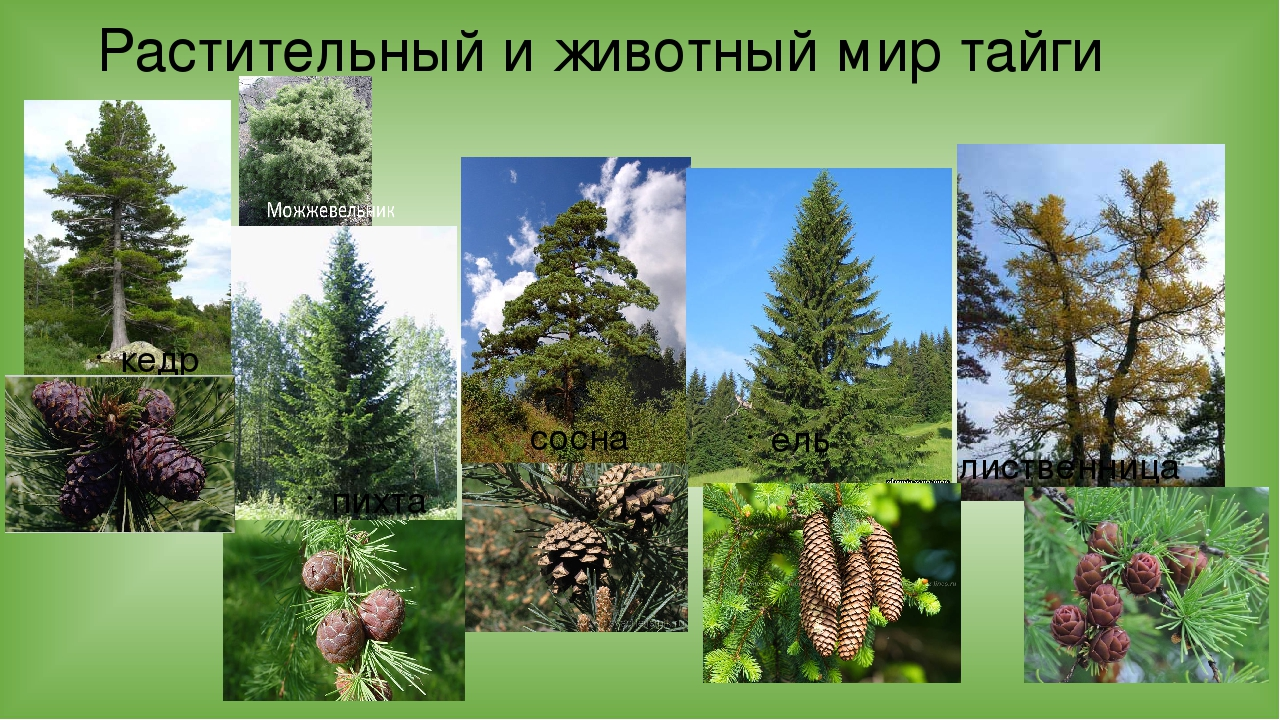 Растительный и животный мир тайги
Можжевельник
кедр
сосна
ель
лиственница
пихта